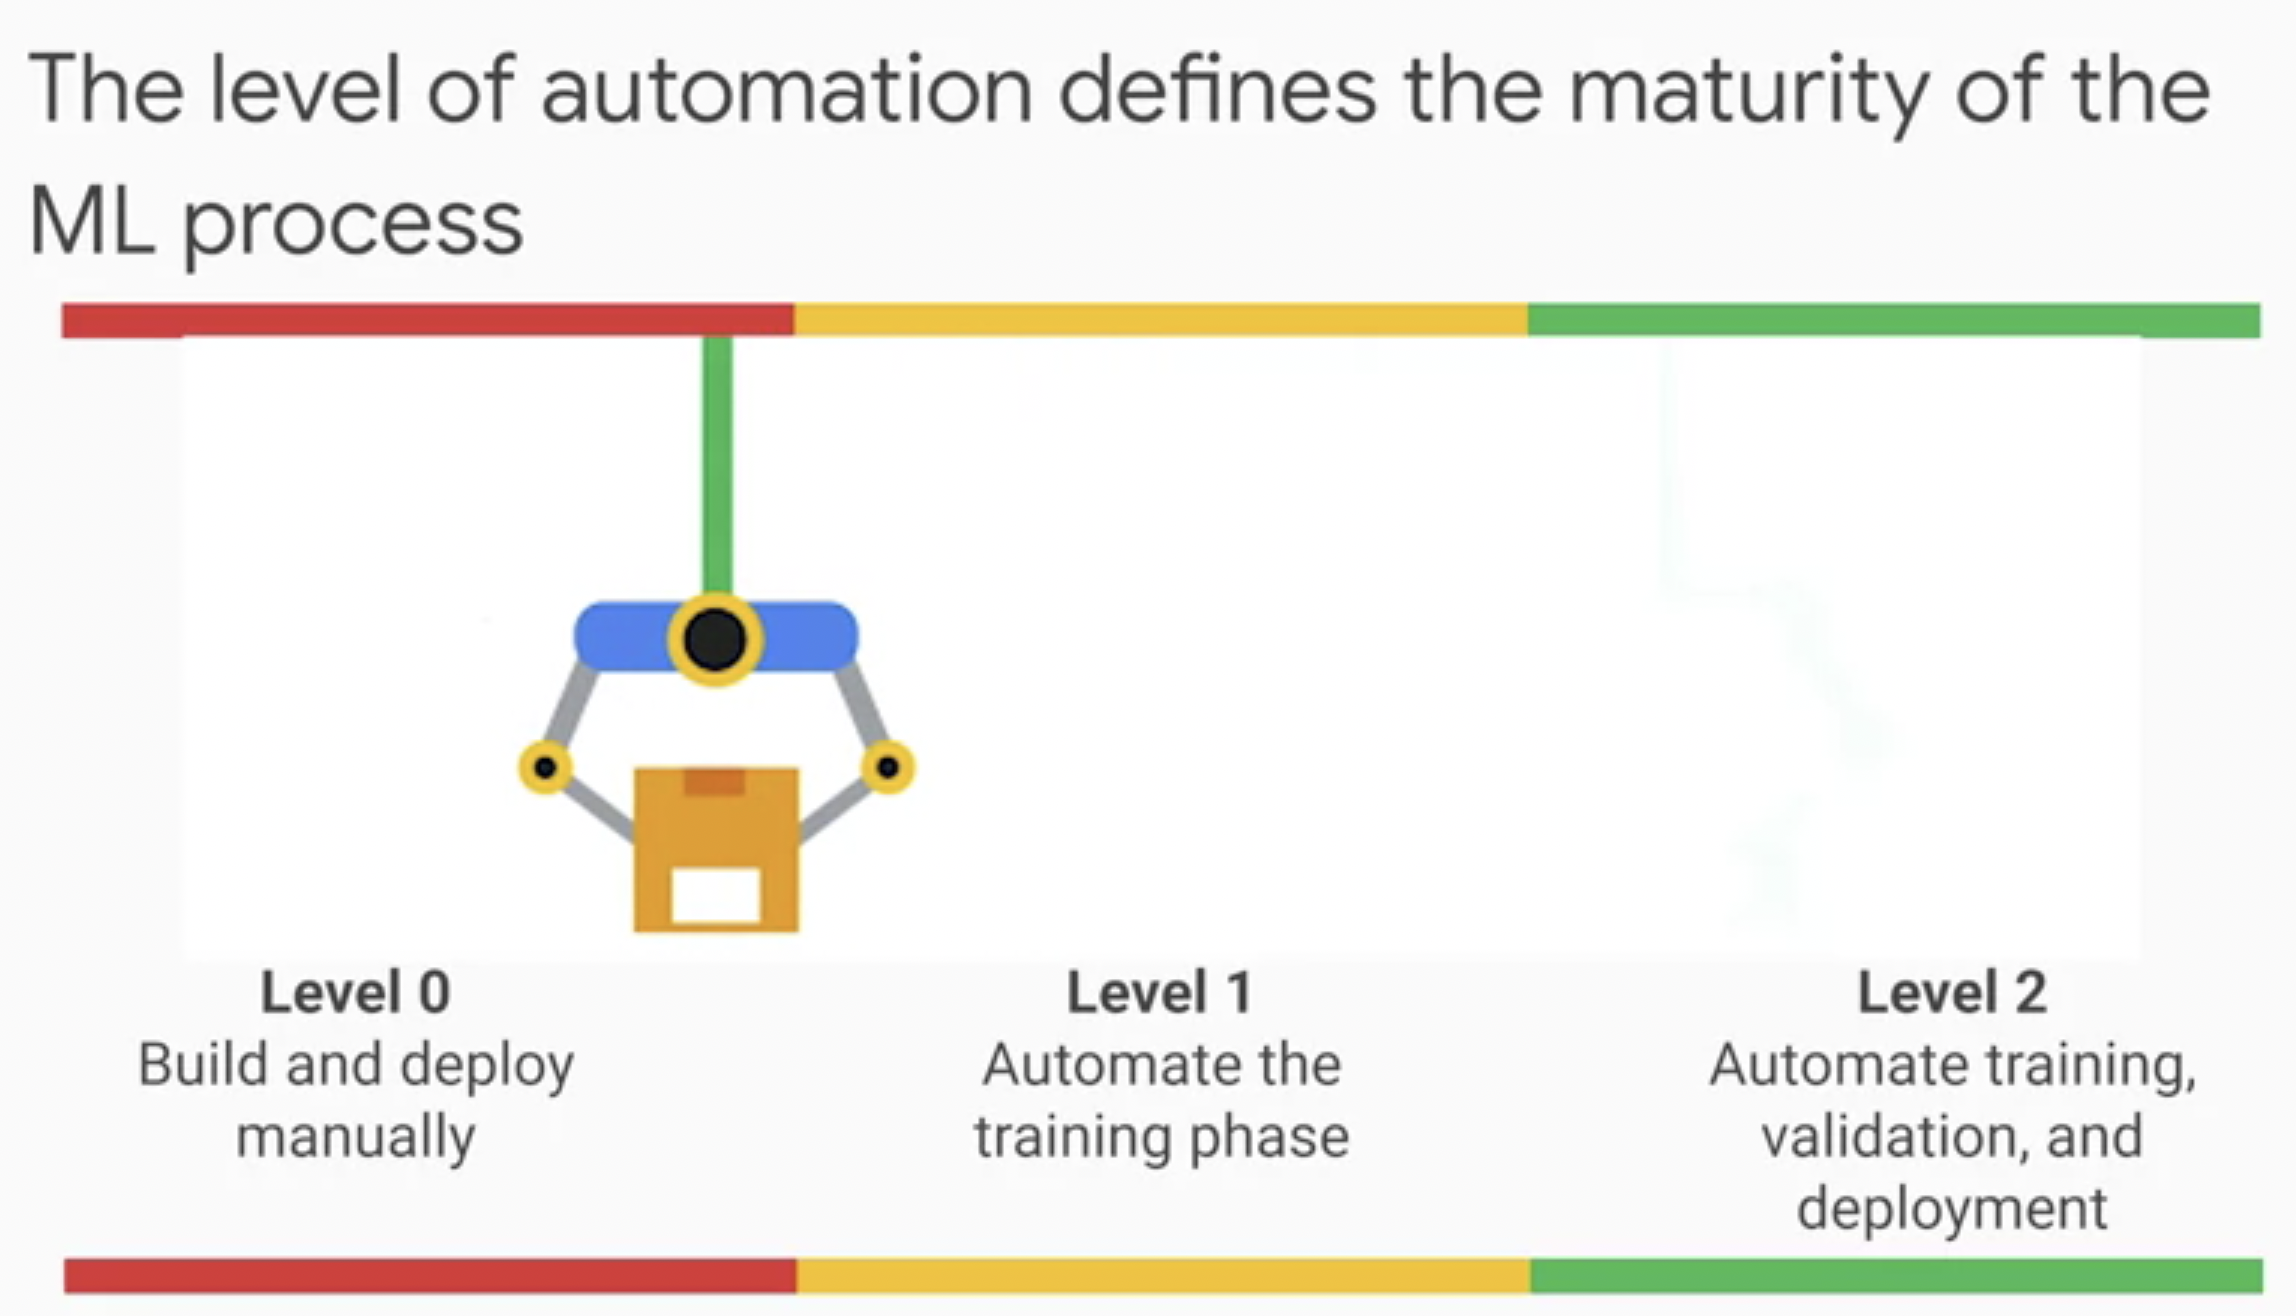 The level of automation defines the maturity of the
ML process
Level 0
Build and deploy
manually
Level 1
Automate the
training phase
Level 2
Automate training,
validation, and
deployment